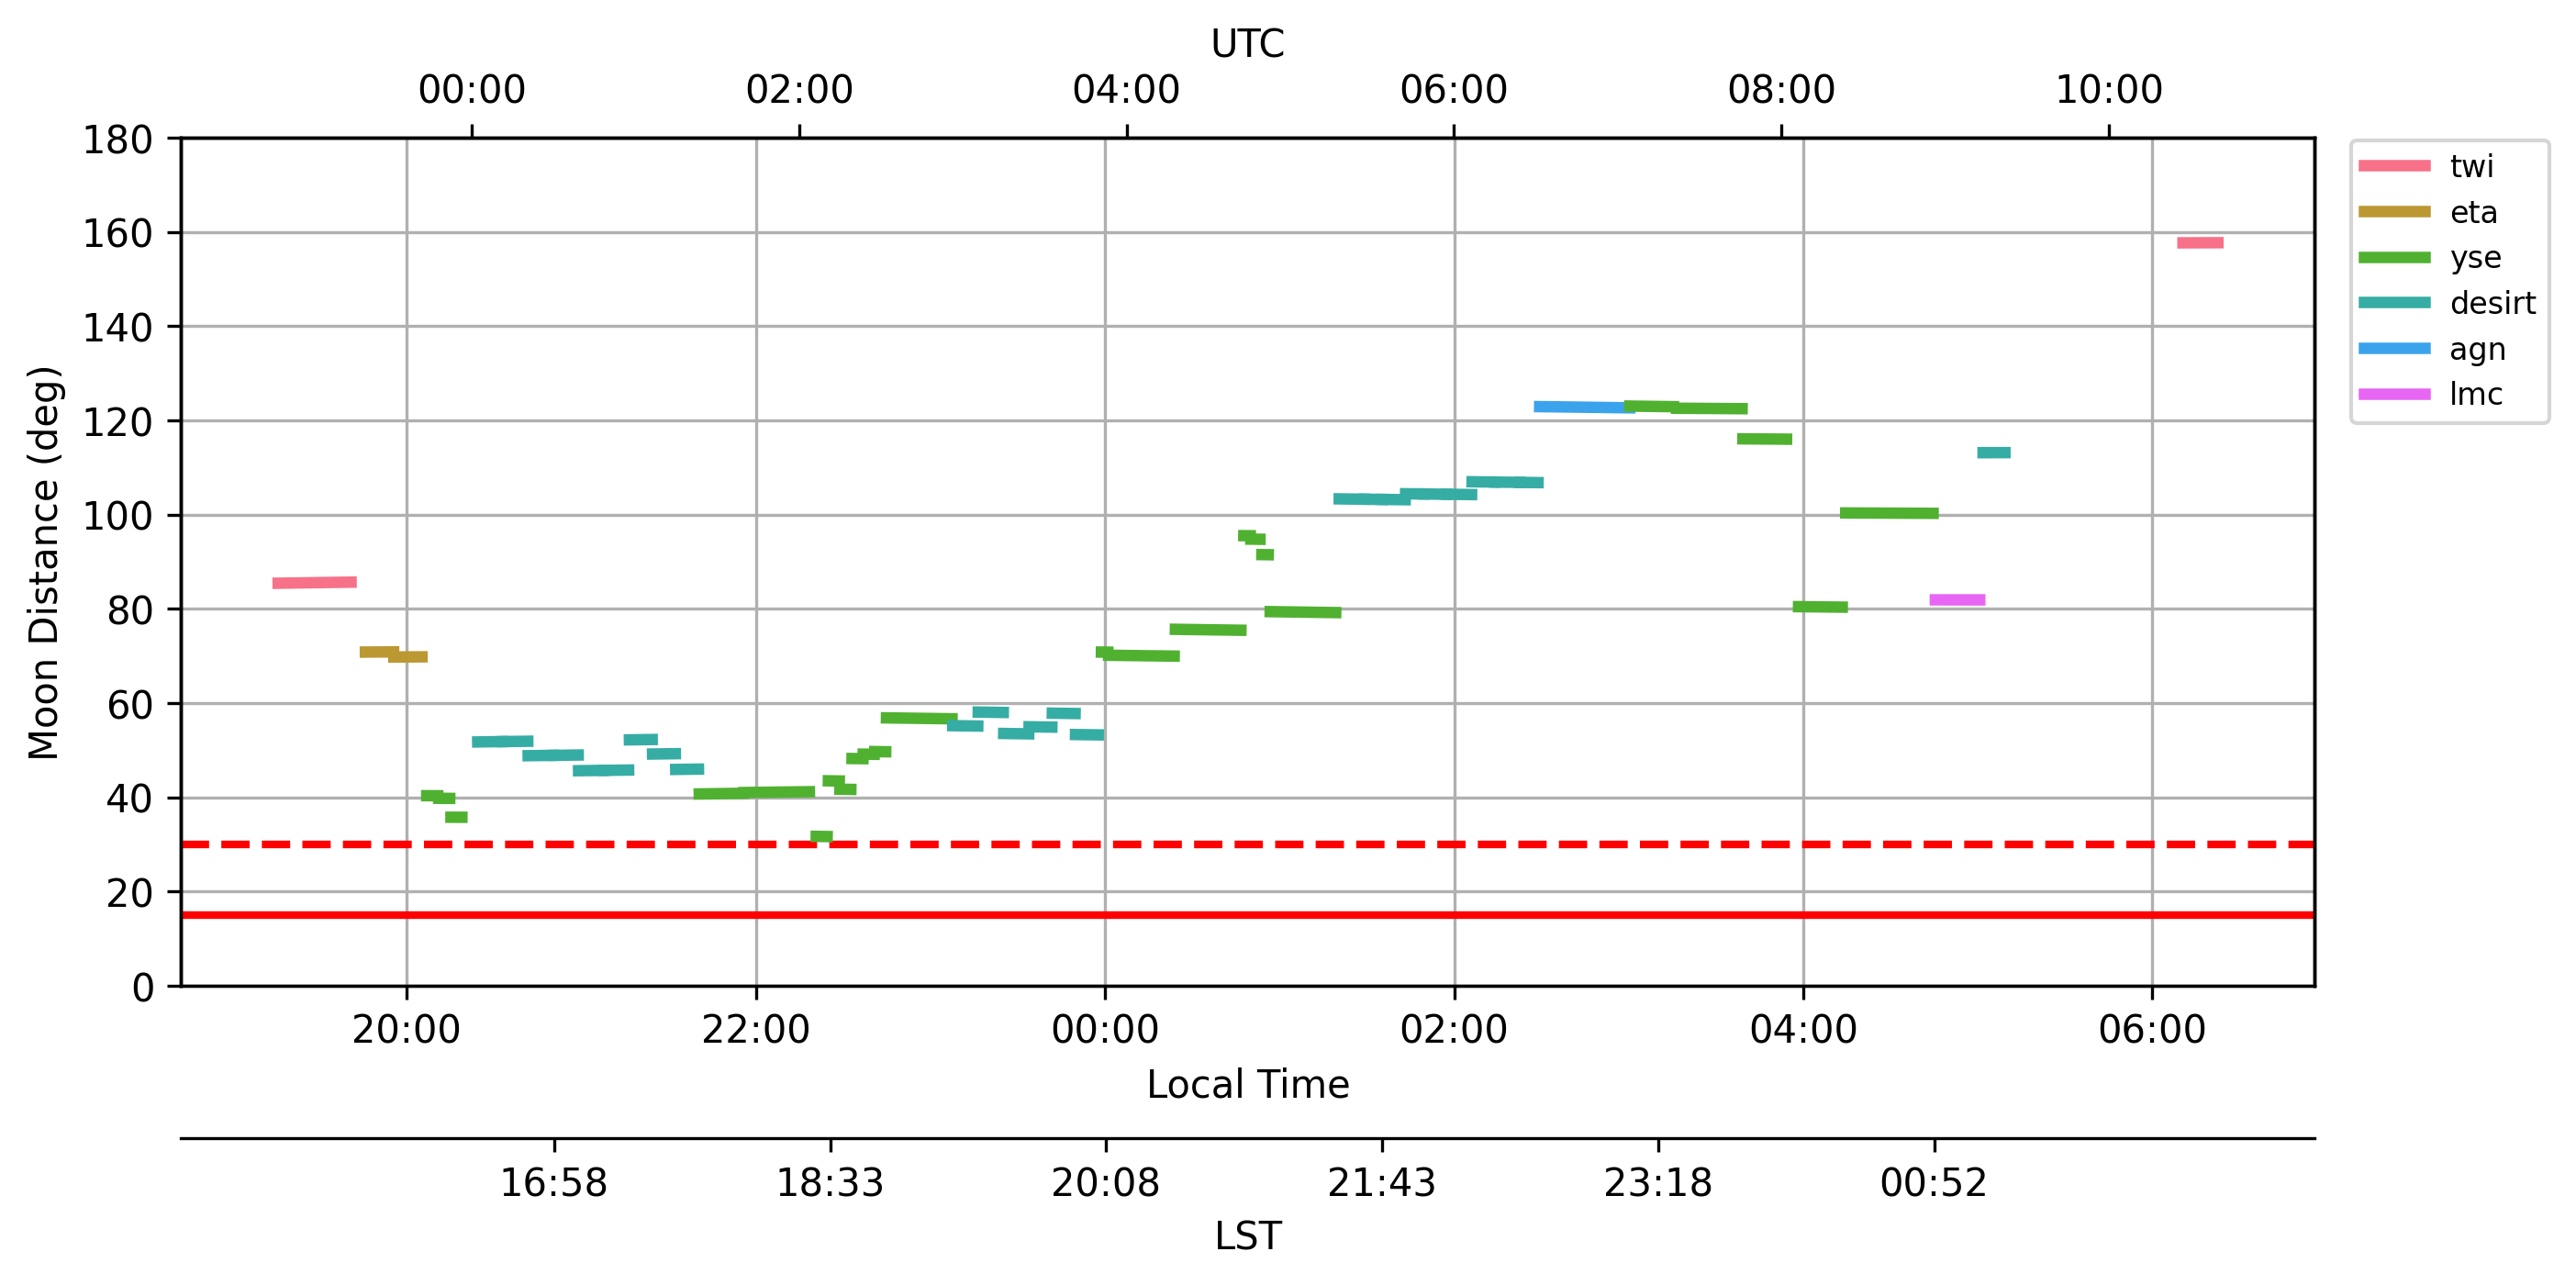 UTC
00:00 02:00 04:00 06:00 08:00 10:00
180
160
140
120
100
80
60
40
20
0
Moon Distance (deg)
twi
eta
yse
desirt
agn
lmc
20:00 22:00 00:00 02:00 04:00 06:00
Local Time
16:58 18:33 20:08 21:43 23:18 00:52
LST